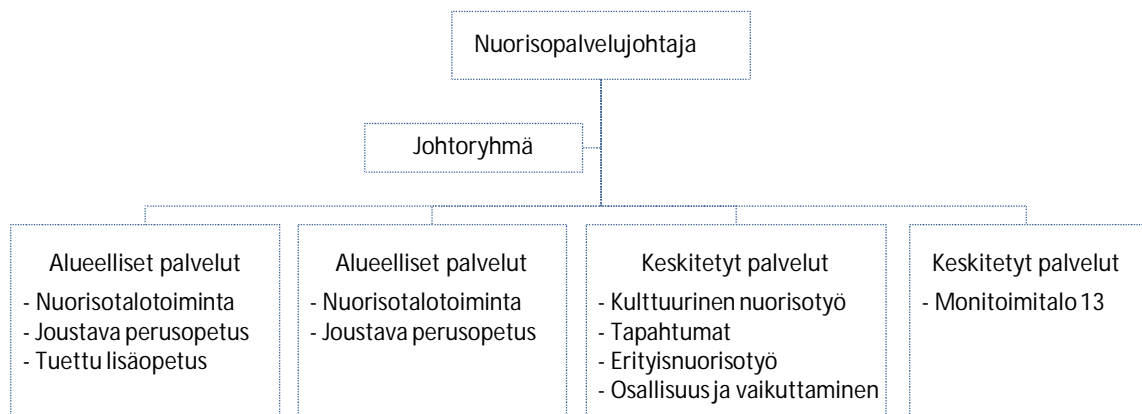 Nuorisopalvelujohtaja
Johtoryhmä
Alueelliset palvelut
- Nuorisotalotoiminta
- Joustava perusopetus
- Tuettu lisäopetus
Alueelliset palvelut
- Nuorisotalotoiminta
- Joustava perusopetus
Keskitetyt palvelut
- Kulttuurinen nuorisotyö
- Tapahtumat
- Erityisnuorisotyö
- Osallisuus ja vaikuttaminen
Keskitetyt palvelut
- Monitoimitalo 13